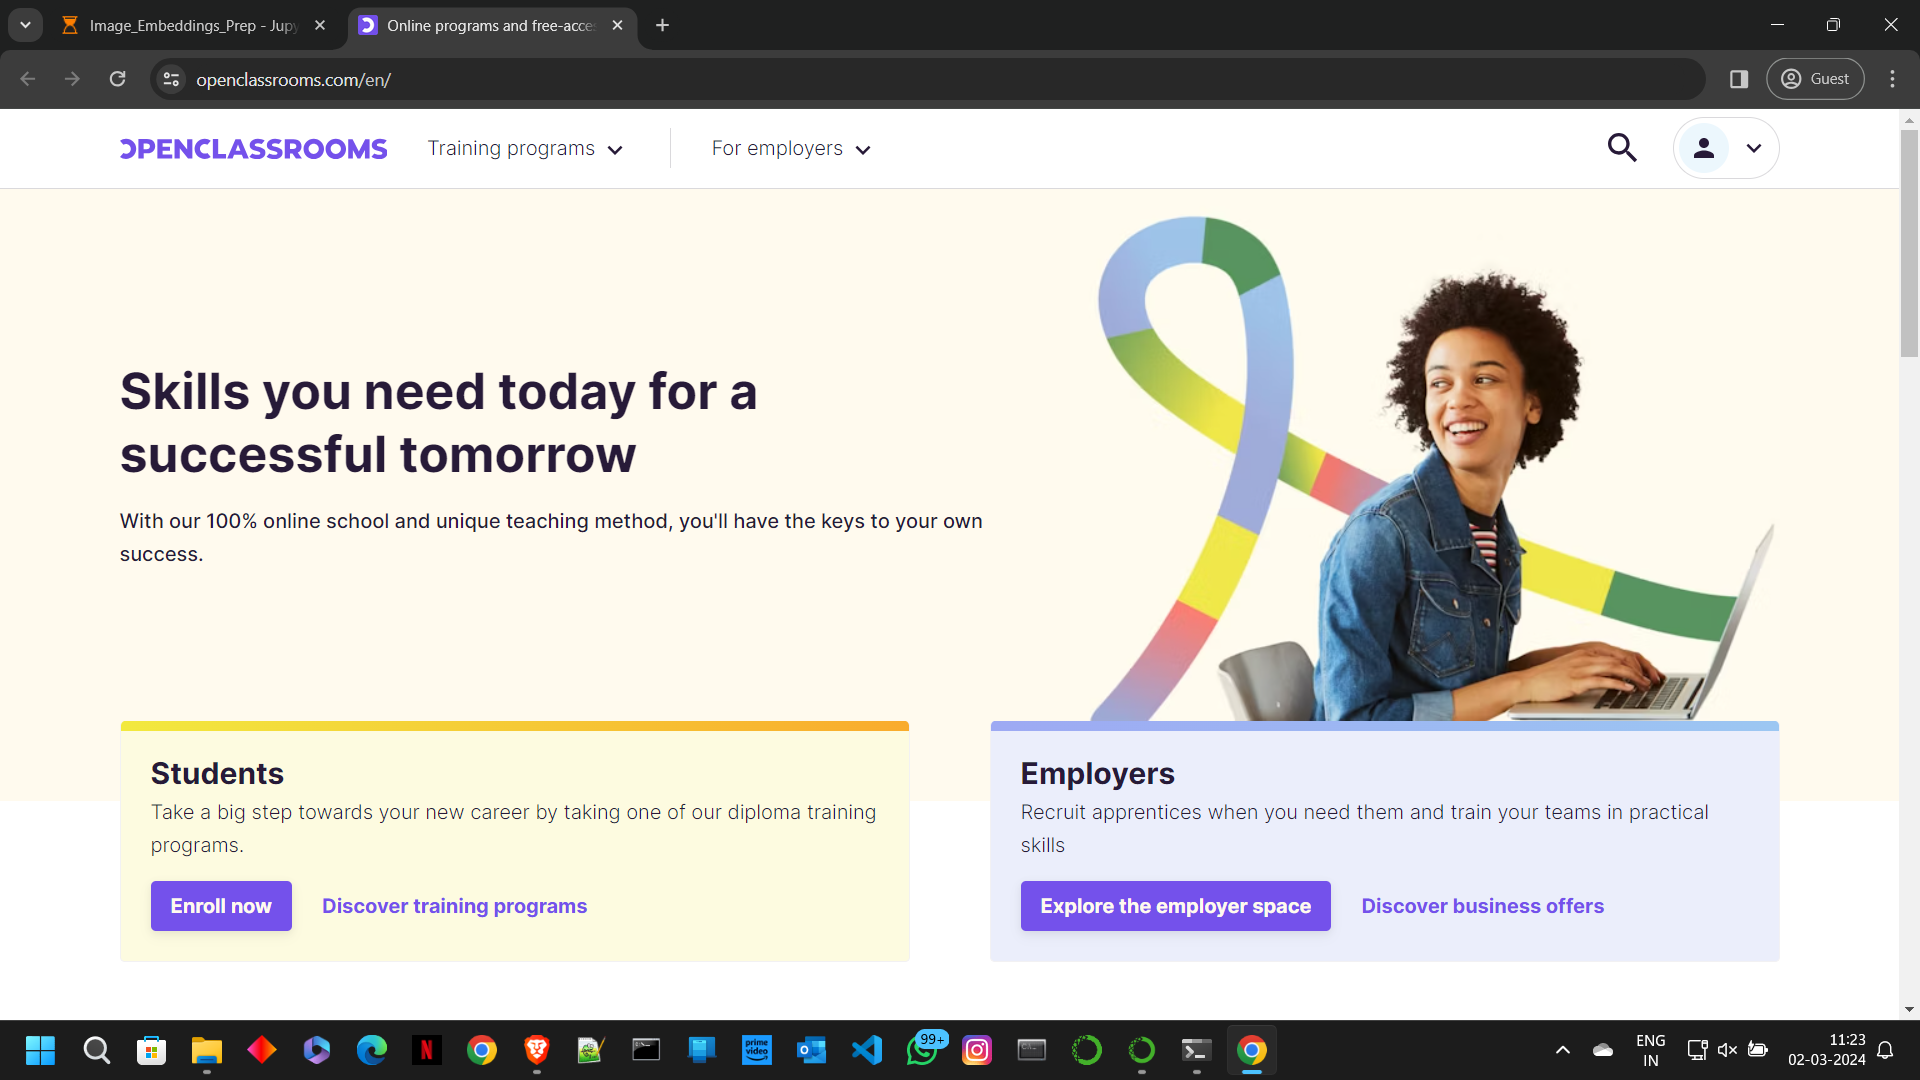 Image_Embeddings_Prep - Jupy
Online programs and free-acce
openclassrooms.com/en/
Guest
OPENCLASSROOMS
Training programs
For employers
Skills you need today for a
successful tomorrow
With our 100% online school and unique teaching method, you'll have the keys to your own
success.
Students
Take a big step towards your new career by taking one of our diploma training
programs.
Enroll now
Discover training programs
Employers
Recruit apprentices when you need them and train your teams in practical
skills
Explore the employer space
Discover business offers
N
prime
video
99+
ENG
IN
11:23
02-03-2024